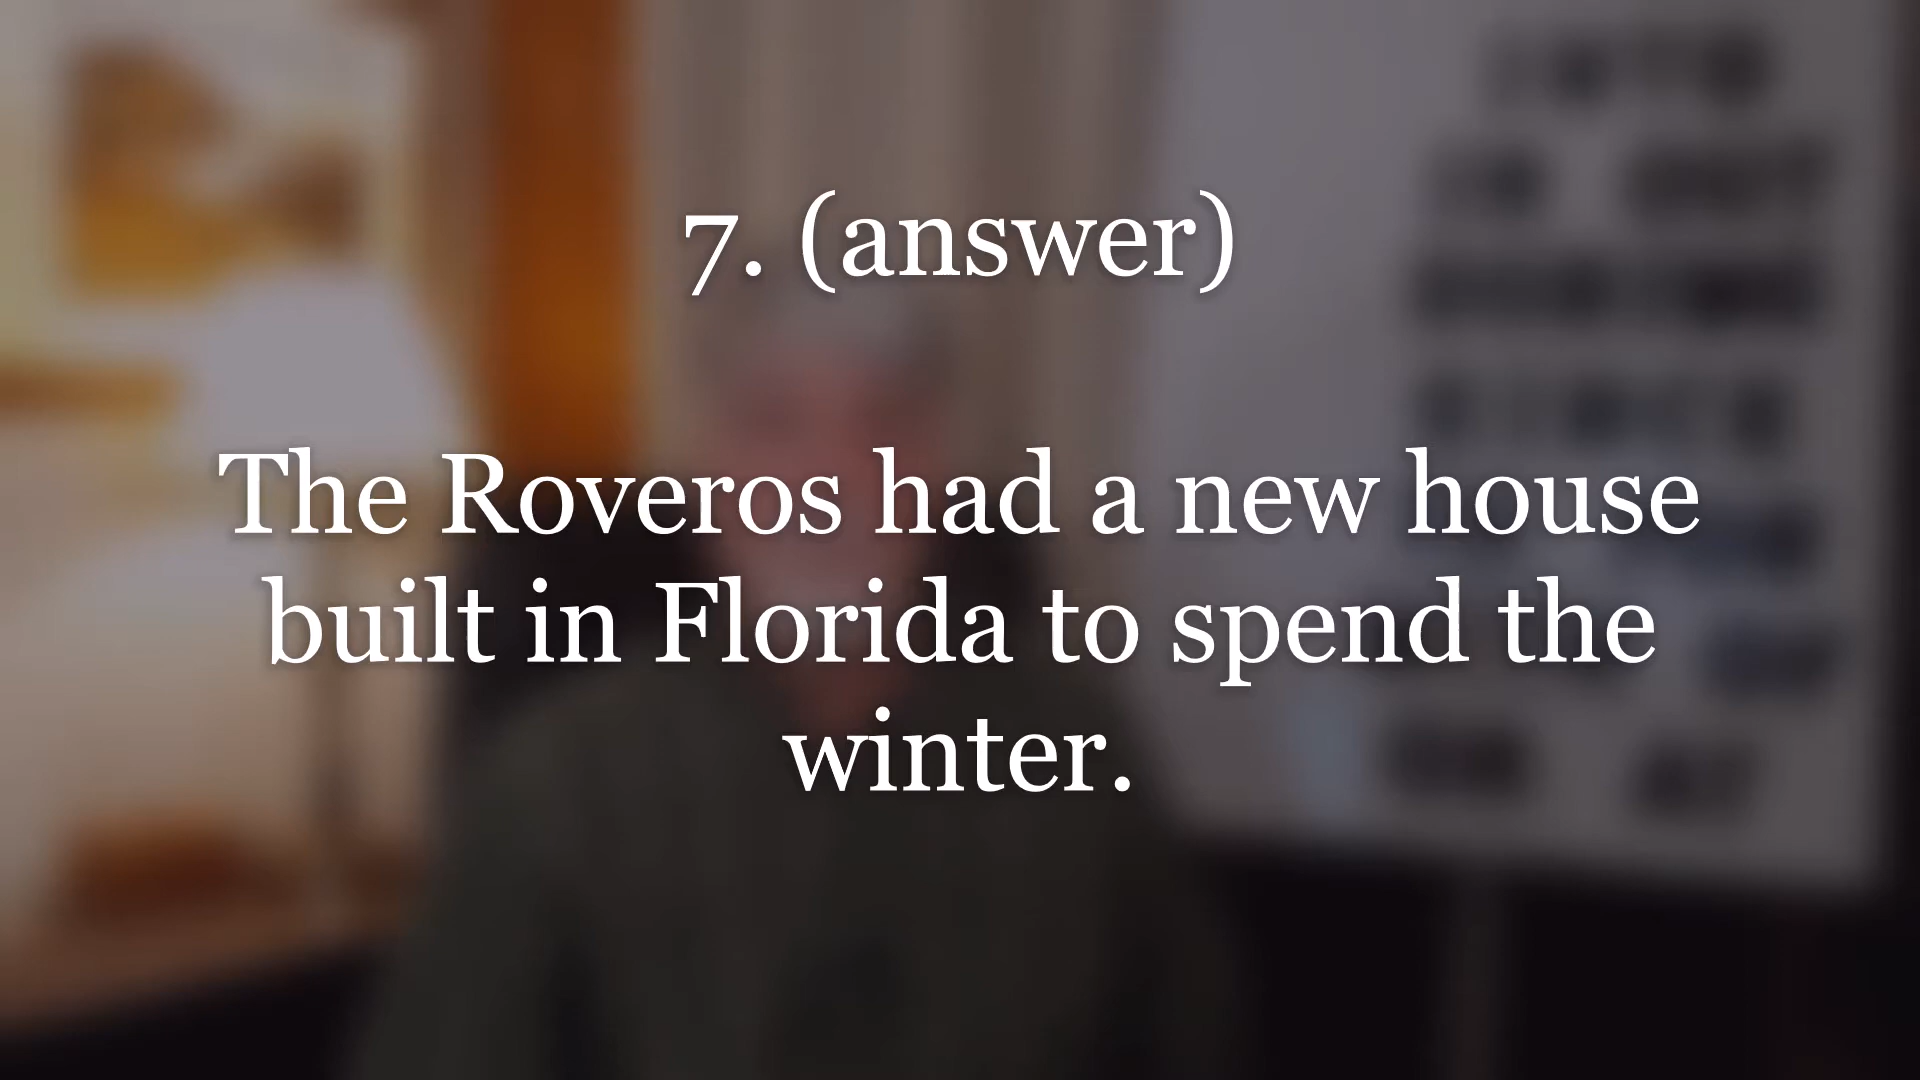 7. (answer)
The Roveros had a new house
built in Florida to spend the
winter.